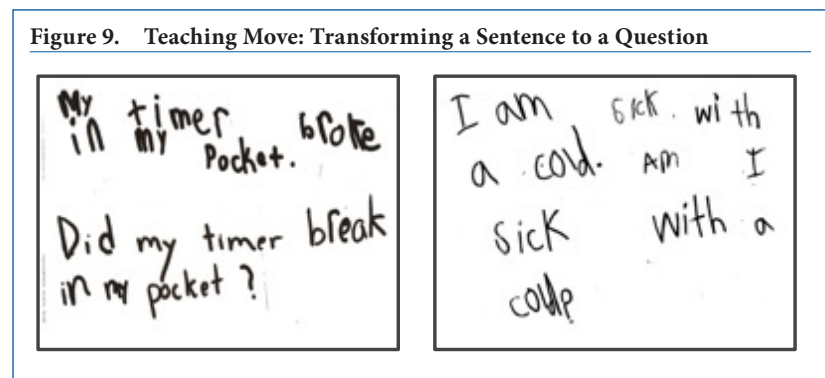 Figure 9. Teaching Move: Transforming a Sentence to a Question
My timer broke
in my Pocket.
Did my timer break
in my pocket?
I am sick. with
a cold. Am I
sick with a